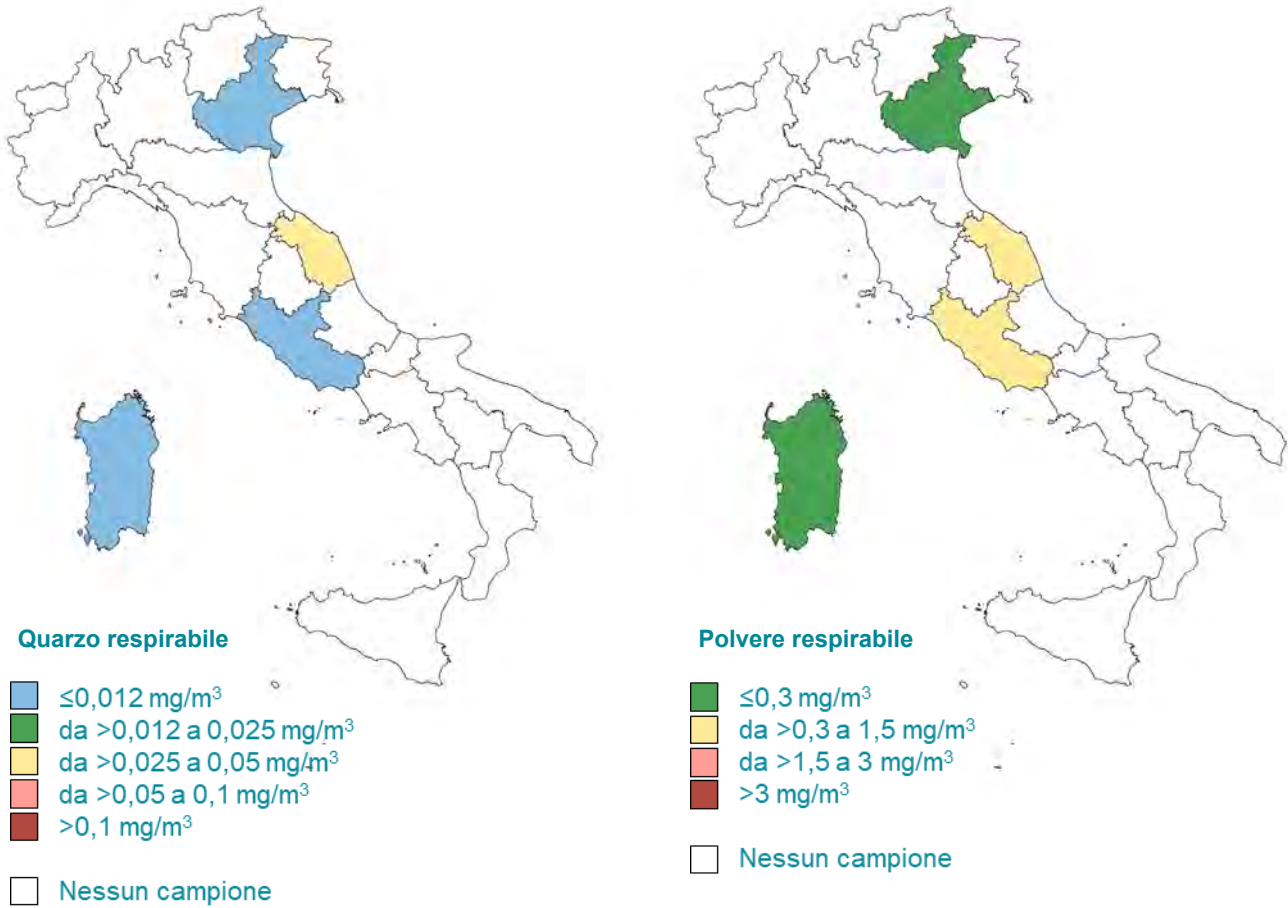 Quarzo respirabile
≤0,012 mg/m³
da >0,012 a 0,025 mg/m³
da >0,025 a 0,05 mg/m³
da >0,05 a 0,1 mg/m³
>0,1 mg/m³
Nessun campione
Polvere respirabile
≤0,3 mg/m³
da >0,3 a 1,5 mg/m³
da >1,5 a 3 mg/m³
>3 mg/m³
Nessun campione